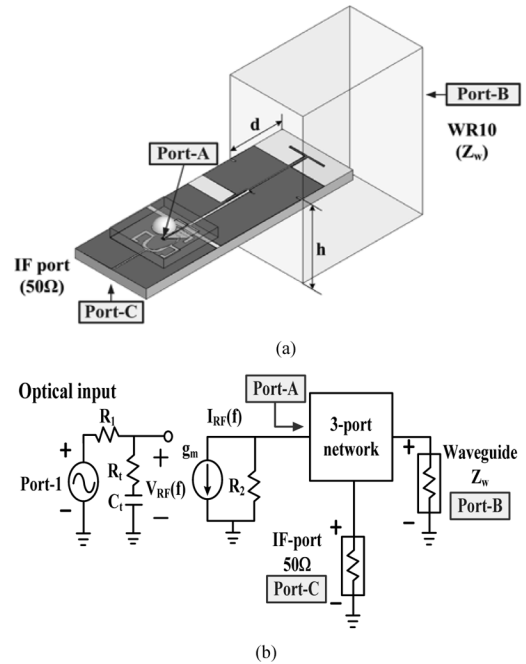 Port-B
d
WR10
(Zw)
Port-A
IF port
(50Ω)
h
Port-C
(a)
Optical input
Port-A
R1
IRF(f)
3-port
network
+
gm
+
+
Waveguide
Zw
Port-1
Rt
VRF(f)
R2
Port-B
−
Ct
−
−
IF-port
+
50Ω
Port-C
−
(b)